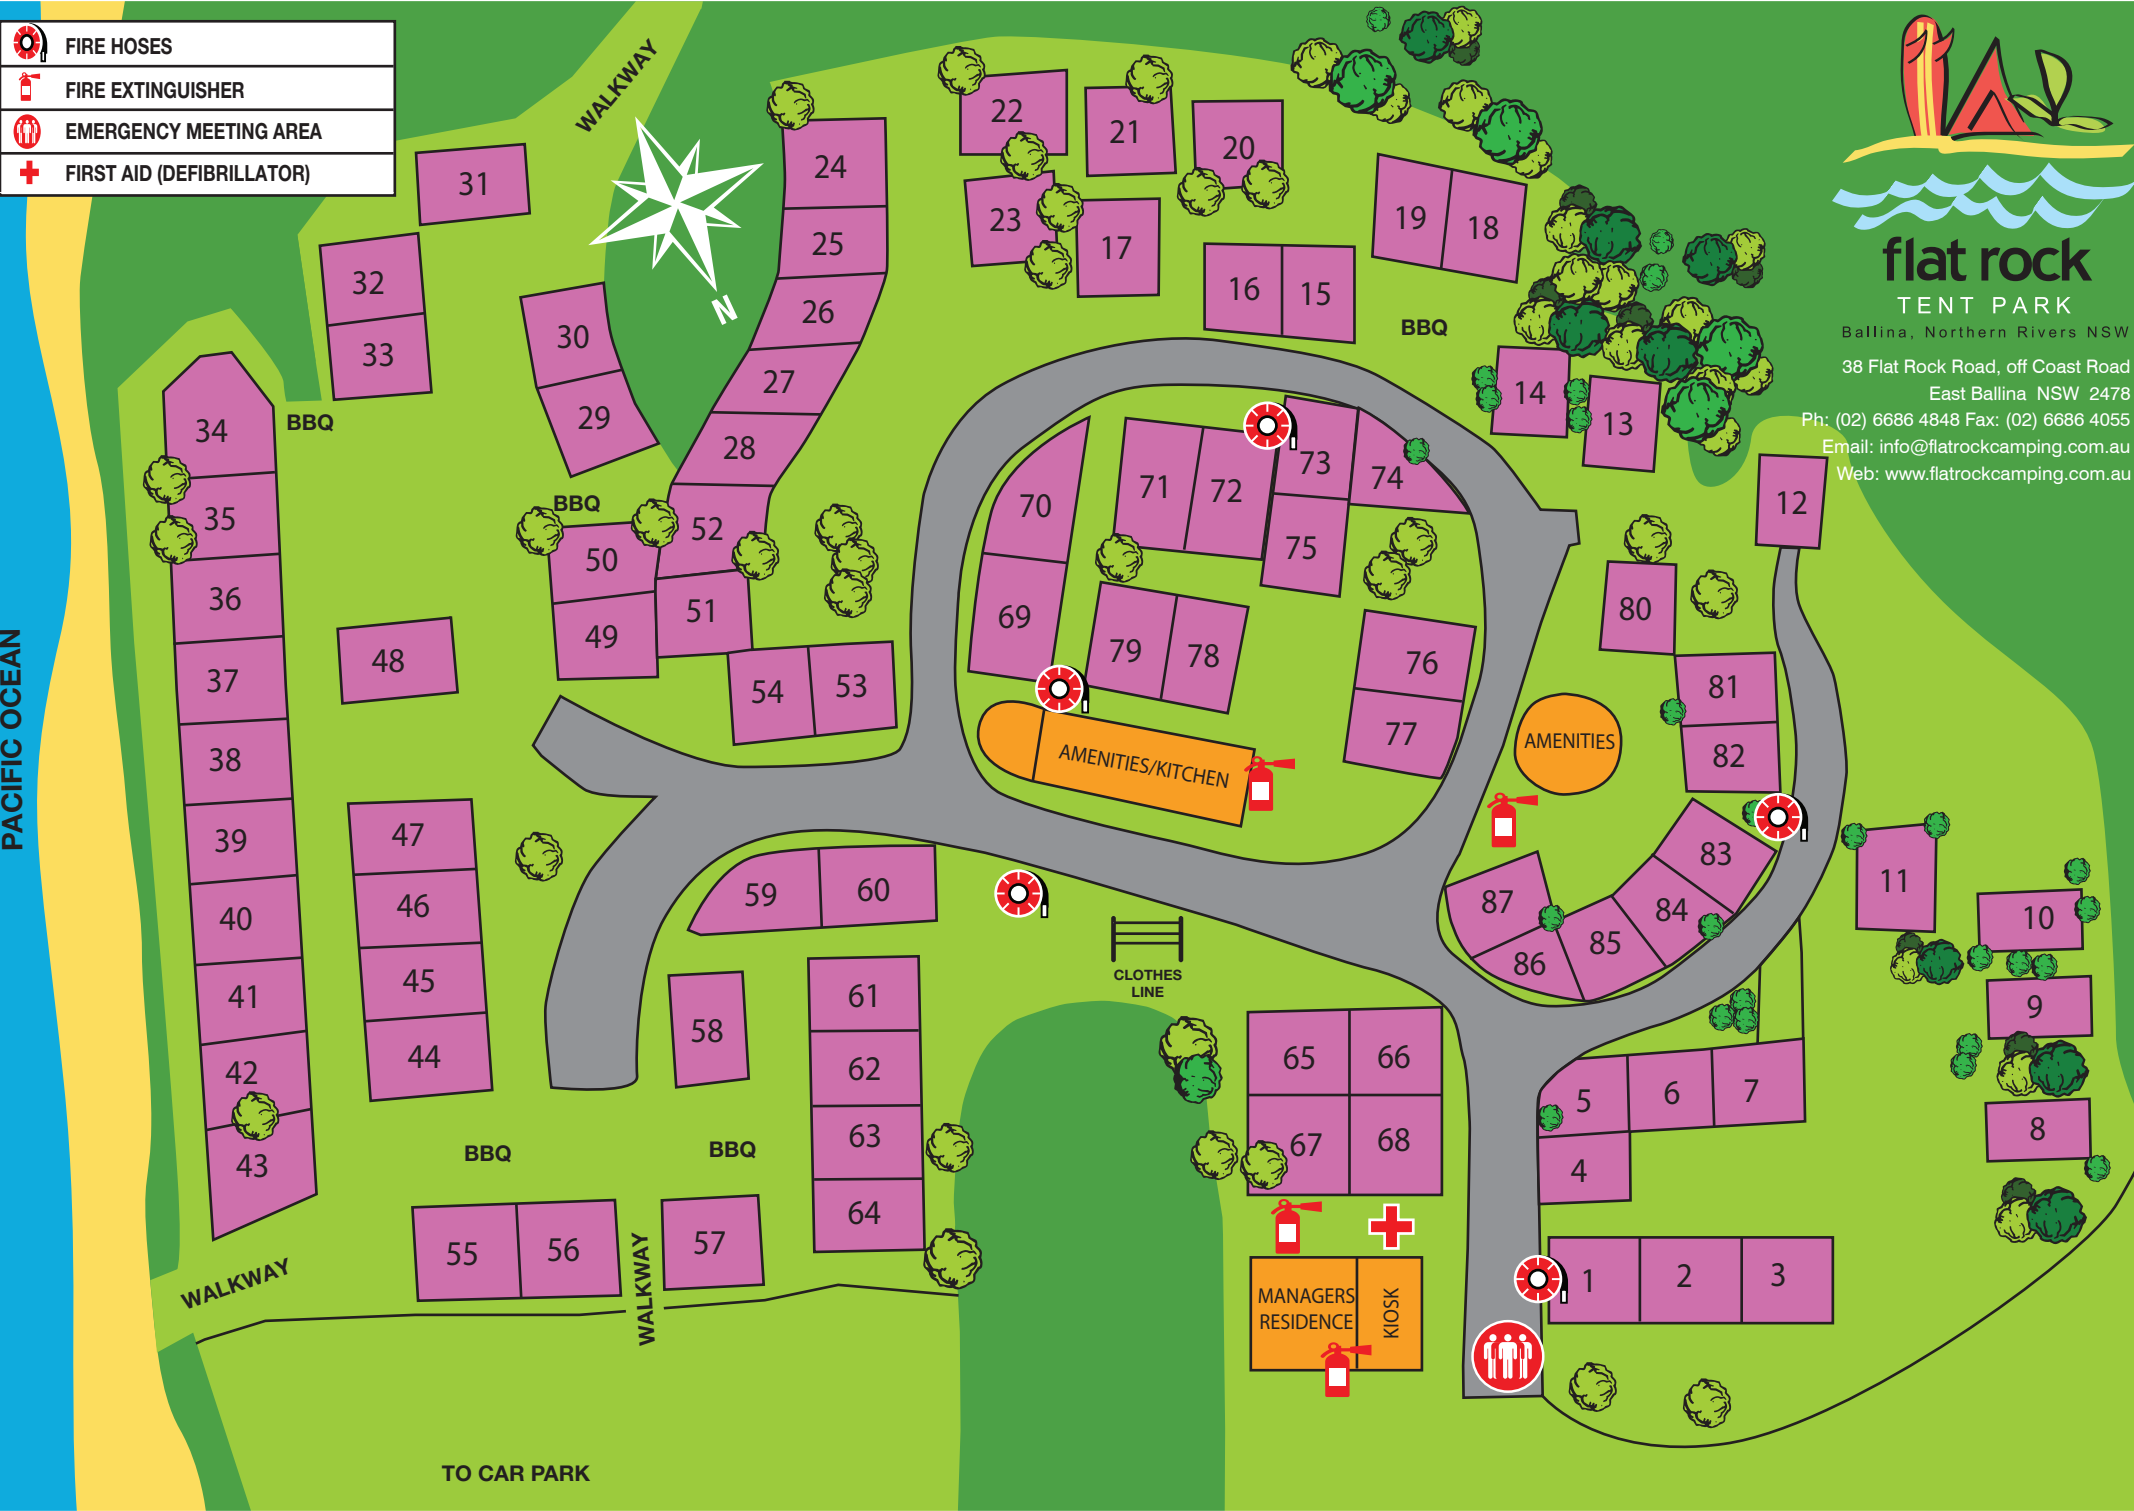 FIRE HOSES
FIRE EXTINGUISHER
EMERGENCY MEETING AREA
FIRST AID (DEFIBRILLATOR)
flat rock
TENT PARK
Ballina, Northern Rivers NSW
38 Flat Rock Road, off Coast Road
East Ballina NSW 2478
Ph: (02) 6686 4848 Fax: (02) 6686 4055
Email: info@flatrockcamping.com.au
Web: www.flatrockcamping.com.au
PACIFIC OCEAN
WALKWAY
N
31
32
33
30
29
24
25
26
27
28
22
21
20
23
17
19
18
16
15
BBQ
14
13
12
34
35
36
37
38
39
40
41
42
43
BBQ
BBQ
50
52
49
51
48
54
53
70
69
71
72
73
74
75
79
78
76
77
AMENITIES/KITCHEN
AMENITIES
80
81
82
83
84
85
86
87
11
10
9
8
47
46
45
44
59
60
58
61
62
63
64
CLOTHES
LINE
65
66
67
68
5
6
7
4
1
2
3
BBQ
BBQ
55
56
57
WALKWAY
WALKWAY
MANAGERS
RESIDENCE
KIOSK
TO CAR PARK